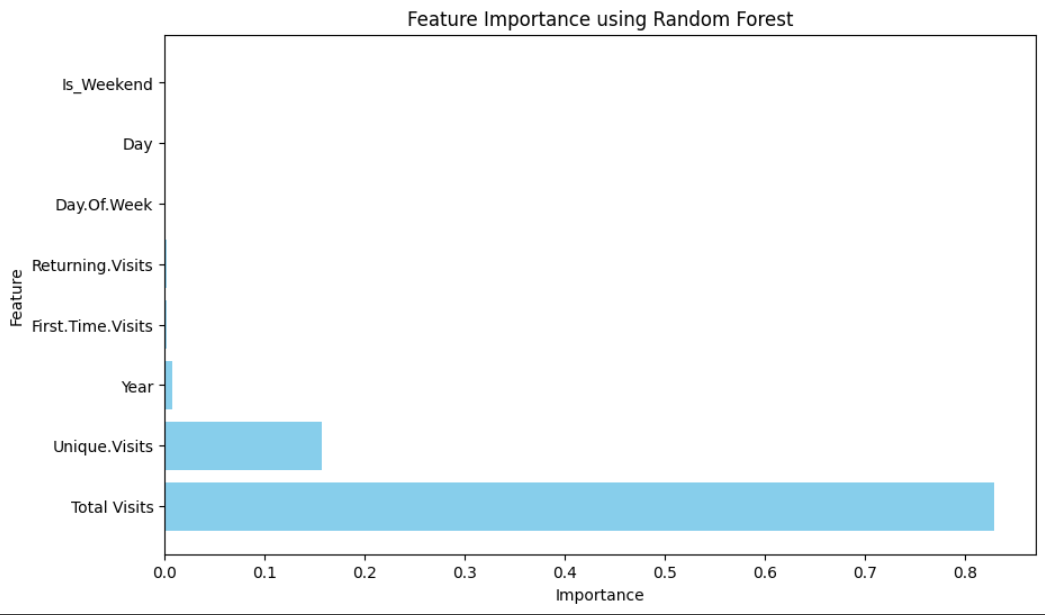 Feature Importance using Random Forest
Is_Weekend
Day
Day.Of.Week
Returning.Visits
First.Time.Visits
Year
Unique.Visits
Total Visits
Feature
0.0 0.1 0.2 0.3 0.4 0.5 0.6 0.7 0.8
Importance